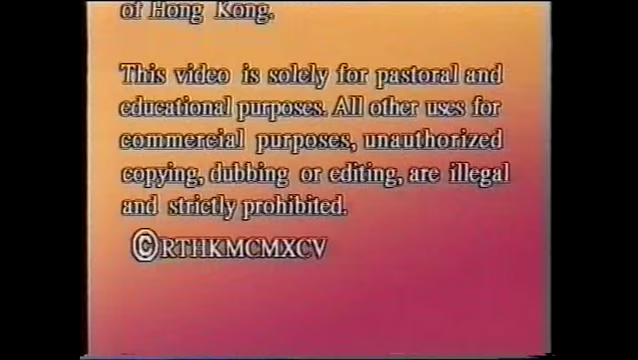 of Hong Kong.
This video is solely for pastoral and
educational purposes. All other uses for
commercial purposes, unauthorized
copying, dubbing or editing, are illegal
and strictly prohibited.
©RTHKMCMXCV